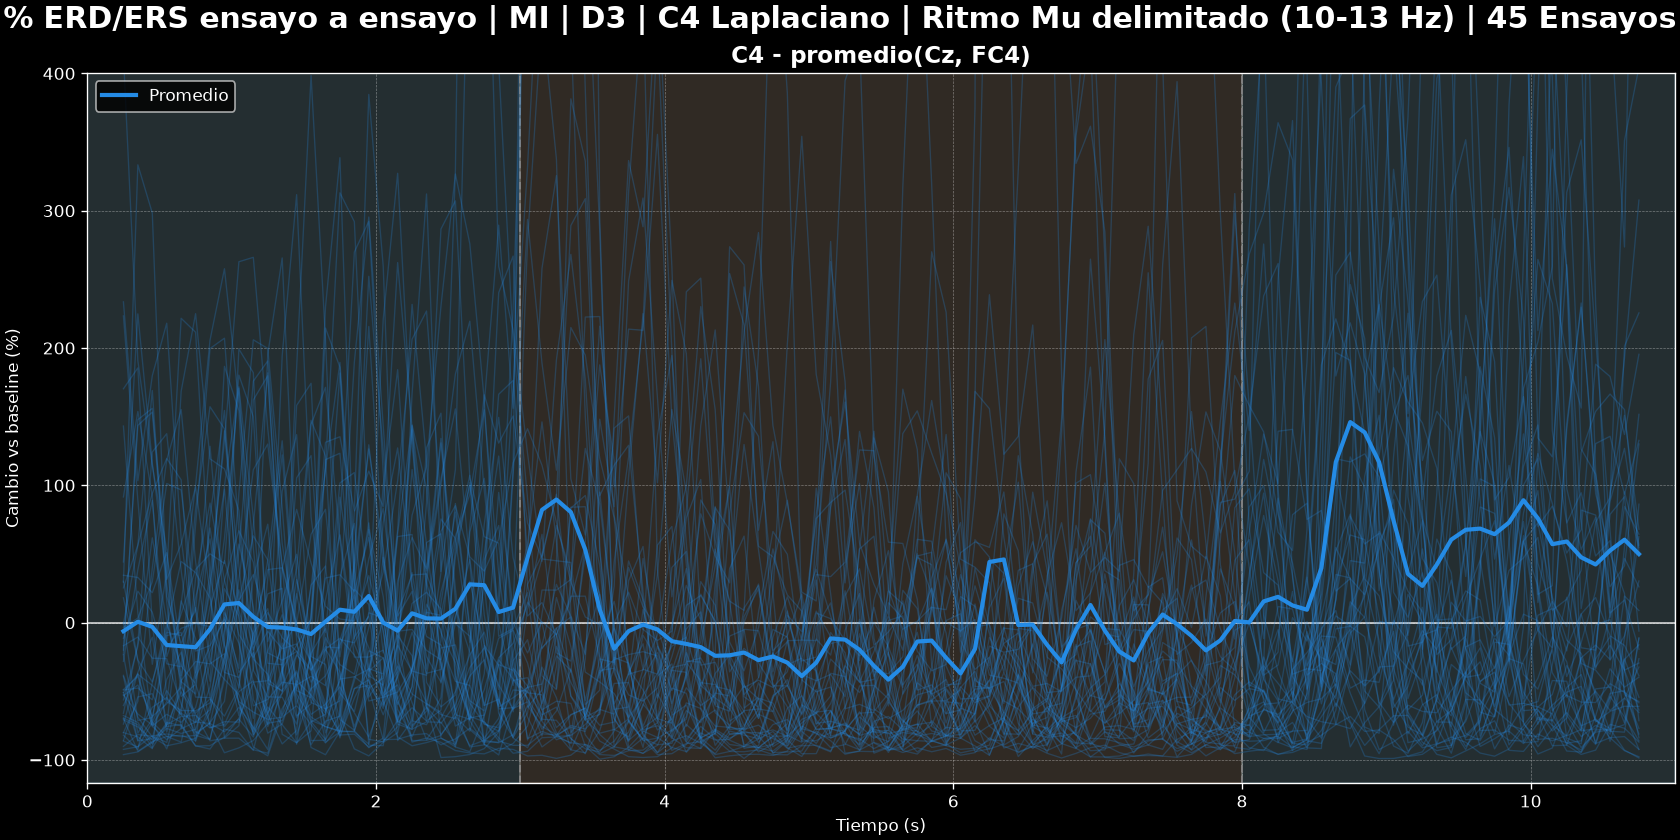 % ERD/ERS ensayo a ensayo | MI | D3 | C4 Laplaciano | Ritmo Mu delimitado (10-13 Hz) | 45 Ensayos
C4 - promedio(Cz, FC4)
Promedio
Cambio vs baseline (%)
400
300
200
100
0
−100
0
2
4
6
8
10
Tiempo (s)